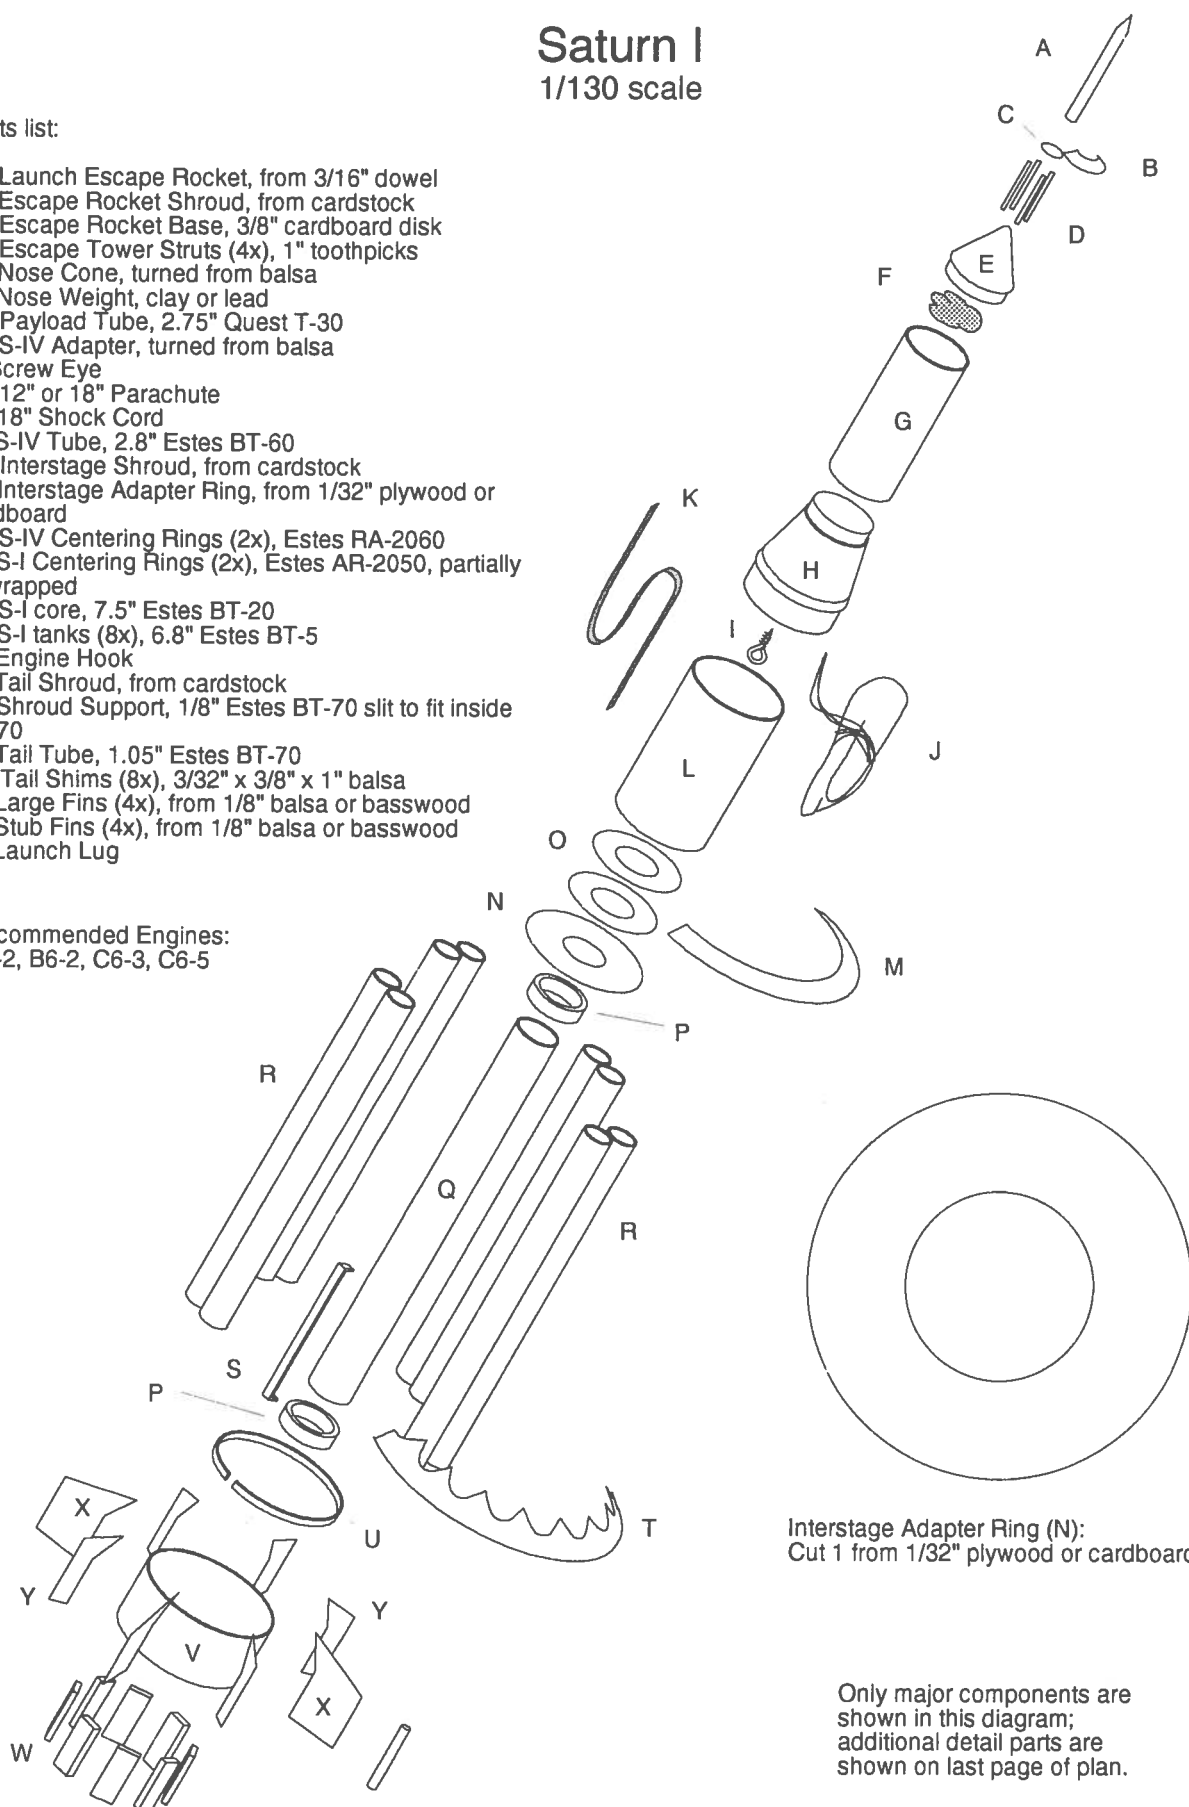 Saturn I
1/130 scale
ts list:
Launch Escape Rocket, from 3/16" dowel
Escape Rocket Shroud, from cardstock
Escape Rocket Base, 3/8" cardboard disk
Escape Tower Struts (4x), 1" toothpicks
Nose Cone, turned from balsa
Nose Weight, clay or lead
Payload Tube, 2.75" Quest T-30
S-IV Adapter, turned from balsa
Screw Eye
12" or 18" Parachute
18" Shock Cord
S-IV Tube, 2.8" Estes BT-60
Interstage Shroud, from cardstock
Interstage Adapter Ring, from 1/32" plywood or
dboard
S-IV Centering Rings (2x), Estes RA-2060
S-I Centering Rings (2x), Estes AR-2050, partially
wrapped
S-I core, 7.5" Estes BT-20
S-I tanks (8x), 6.8" Estes BT-5
Engine Hook
Tail Shroud, from cardstock
Shroud Support, 1/8" Estes BT-70 slit to fit inside
70
Tail Tube, 1.05" Estes BT-70
Tail Shims (8x), 3/32" x 3/8" x 1" balsa
Large Fins (4x), from 1/8" balsa or basswood
Stub Fins (4x), from 1/8" balsa or basswood
Launch Lug
commended Engines:
-2, B6-2, C6-3, C6-5
A
C
B
D
E
F
G
K
H
I
J
L
O
N
M
P
R
Q
R
S
P
T
U
X
Y
Y
V
X
W
Interstage Adapter Ring (N):
Cut 1 from 1/32" plywood or cardboard
Only major components are
shown in this diagram;
additional detail parts are
shown on last page of plan.